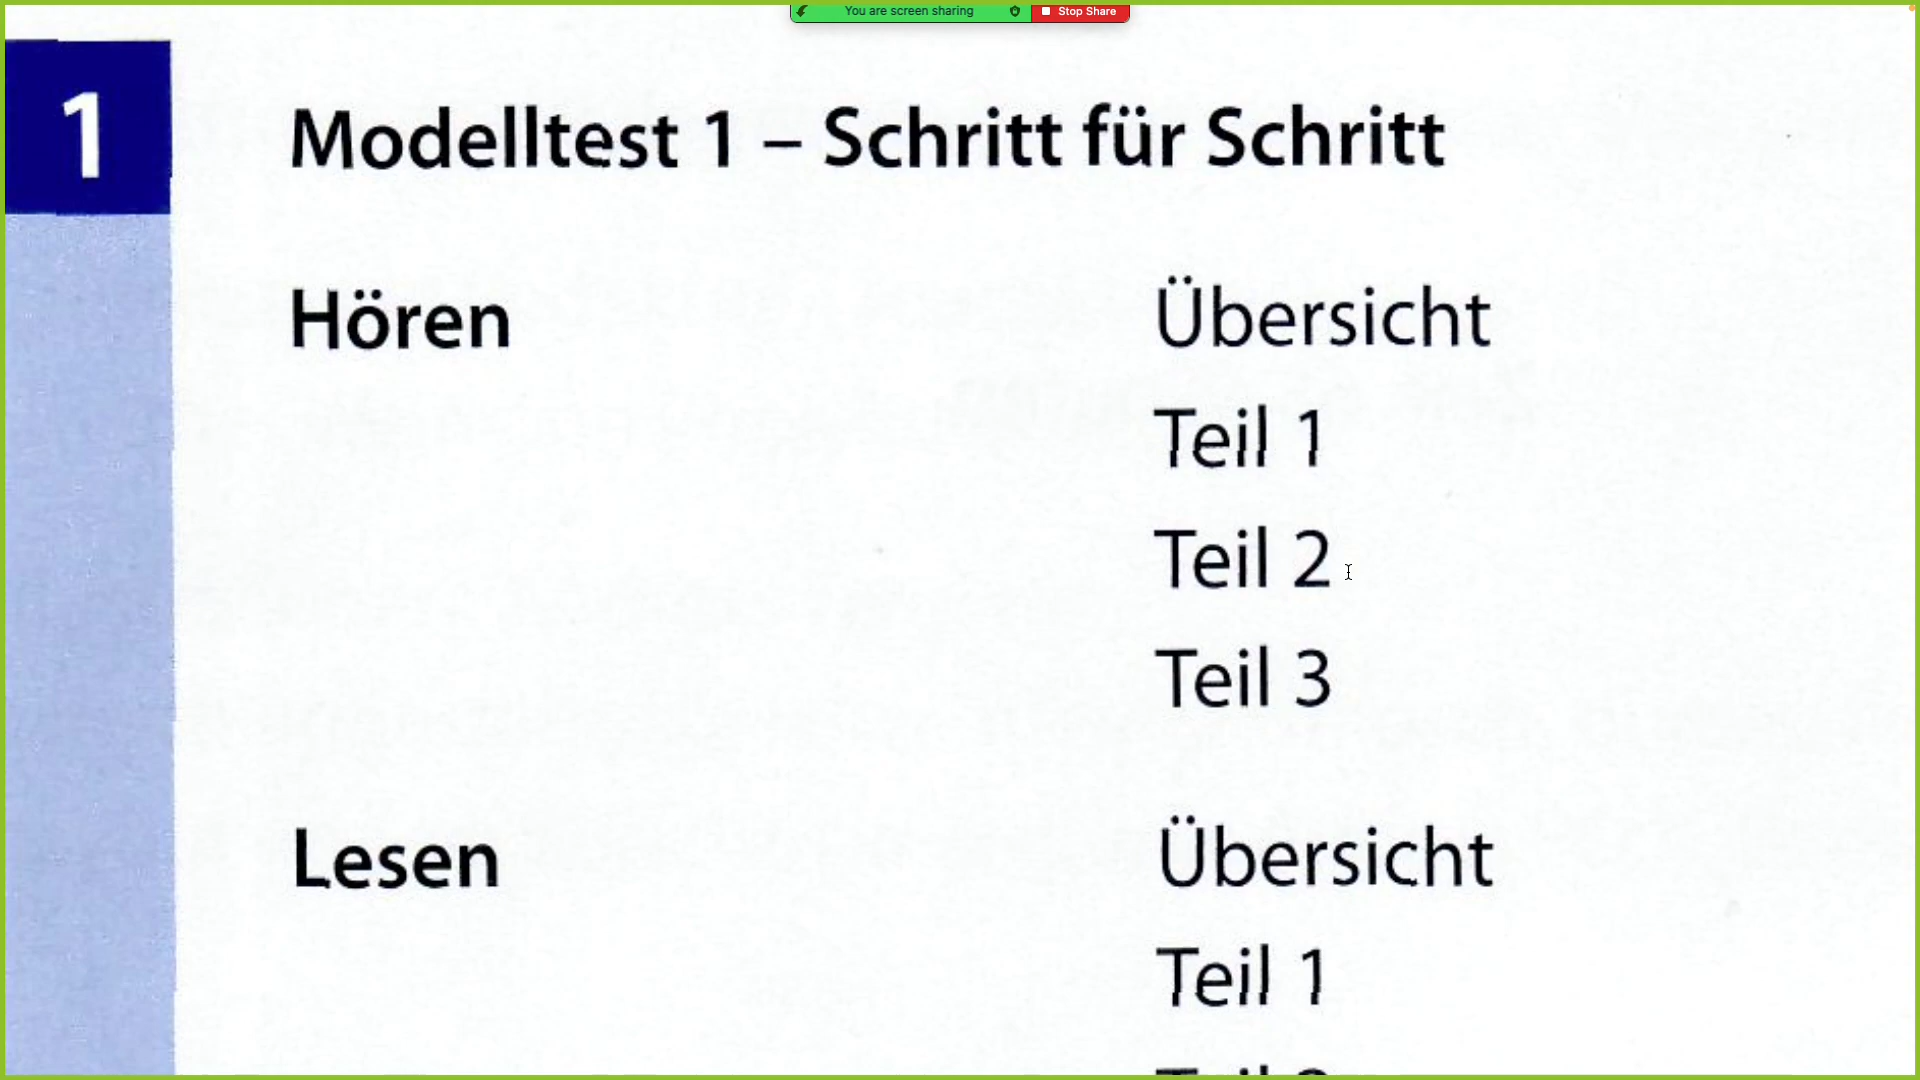 You are screen sharing Stop Share
1 Modelltest 1 – Schritt für Schritt
Hören Übersicht
Teil 1
Teil 2
Teil 3
Lesen Übersicht
Teil 1